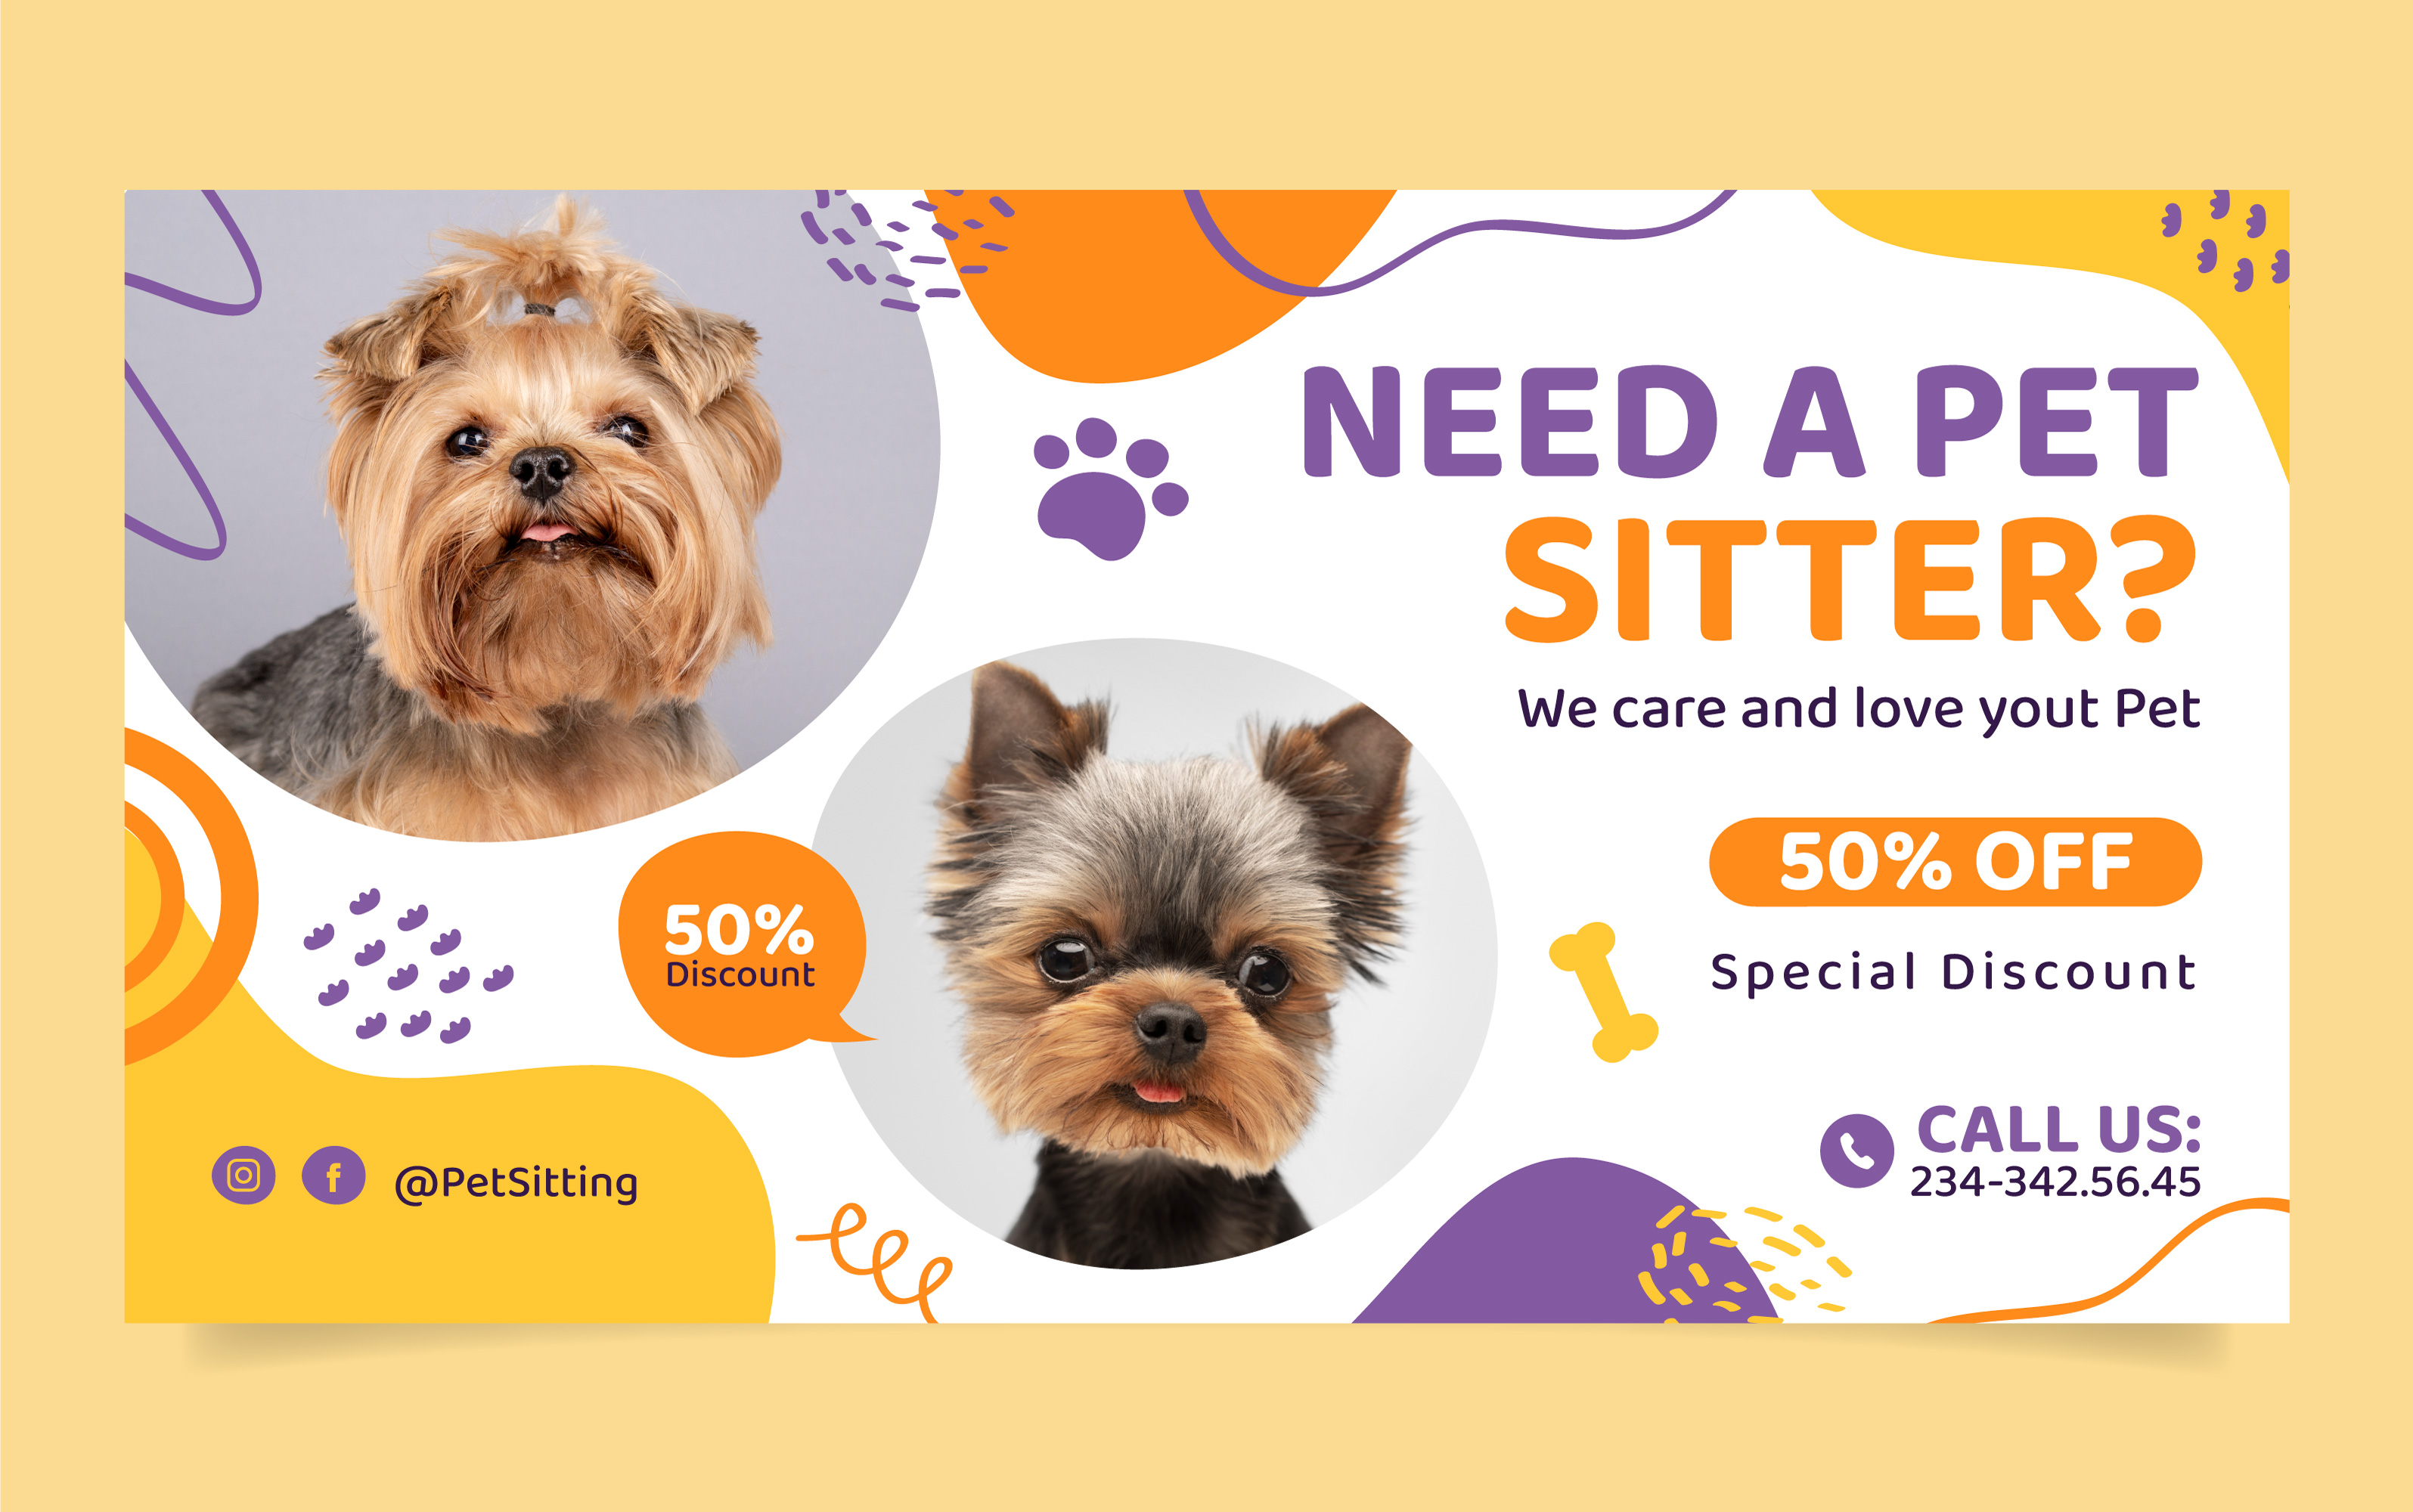 NEED A PET
SITTER?
We care and love yout Pet
50% OFF
Special Discount
50%
Discount
CALL US:
234-342.56.45
@PetSitting